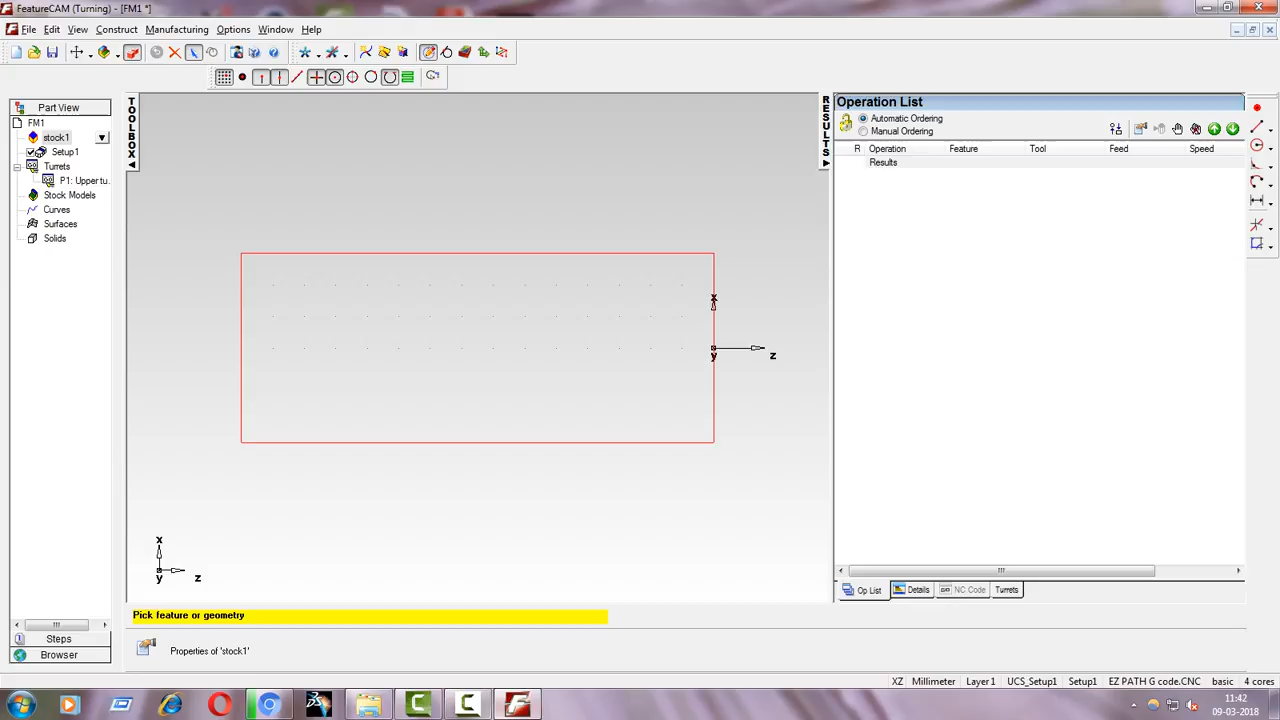 FeatureCAM (Turning) - [FM1 *]
File Edit View Construct Manufacturing Options Window Help
Part View
FM1
stock1
Setup1
Turrets
P1: Upper tu.
Stock Models
Curves
Surfaces
Solids
Steps
Browser
TOOLBOX
x
z
y
x
y
z
RESULTS
Operation List
Automatic Ordering
Manual Ordering
R Operation Feature Tool Feed Speed
Results
Op List Details NC Code Turrets
Pick feature or geometry
Properties of 'stock1'
XZ Millimeter Layer 1 UCS_Setup1 Setup1 EZ PATH G code.CNC basic 4 cores
11:42
09-03-2018